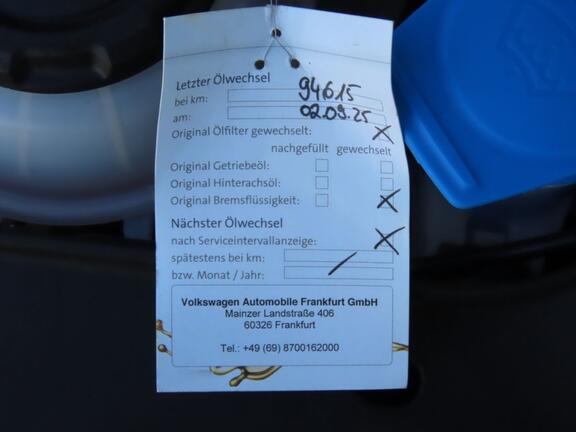 Letzter Ölwechsel
bei km: 94615
am: 02.09.25
Original Ölfilter gewechselt: X
nachgefüllt gewechselt
Original Getriebeöl:
Original Hinterachsöl:
Original Bremsflüssigkeit: X
Nächster Ölwechsel
nach Serviceintervallanzeige: X
spätestens bei km:
bzw. Monat / Jahr:
Volkswagen Automobile Frankfurt GmbH
Mainzer Landstraße 406
60326 Frankfurt
Tel.: +49 (69) 8700162000